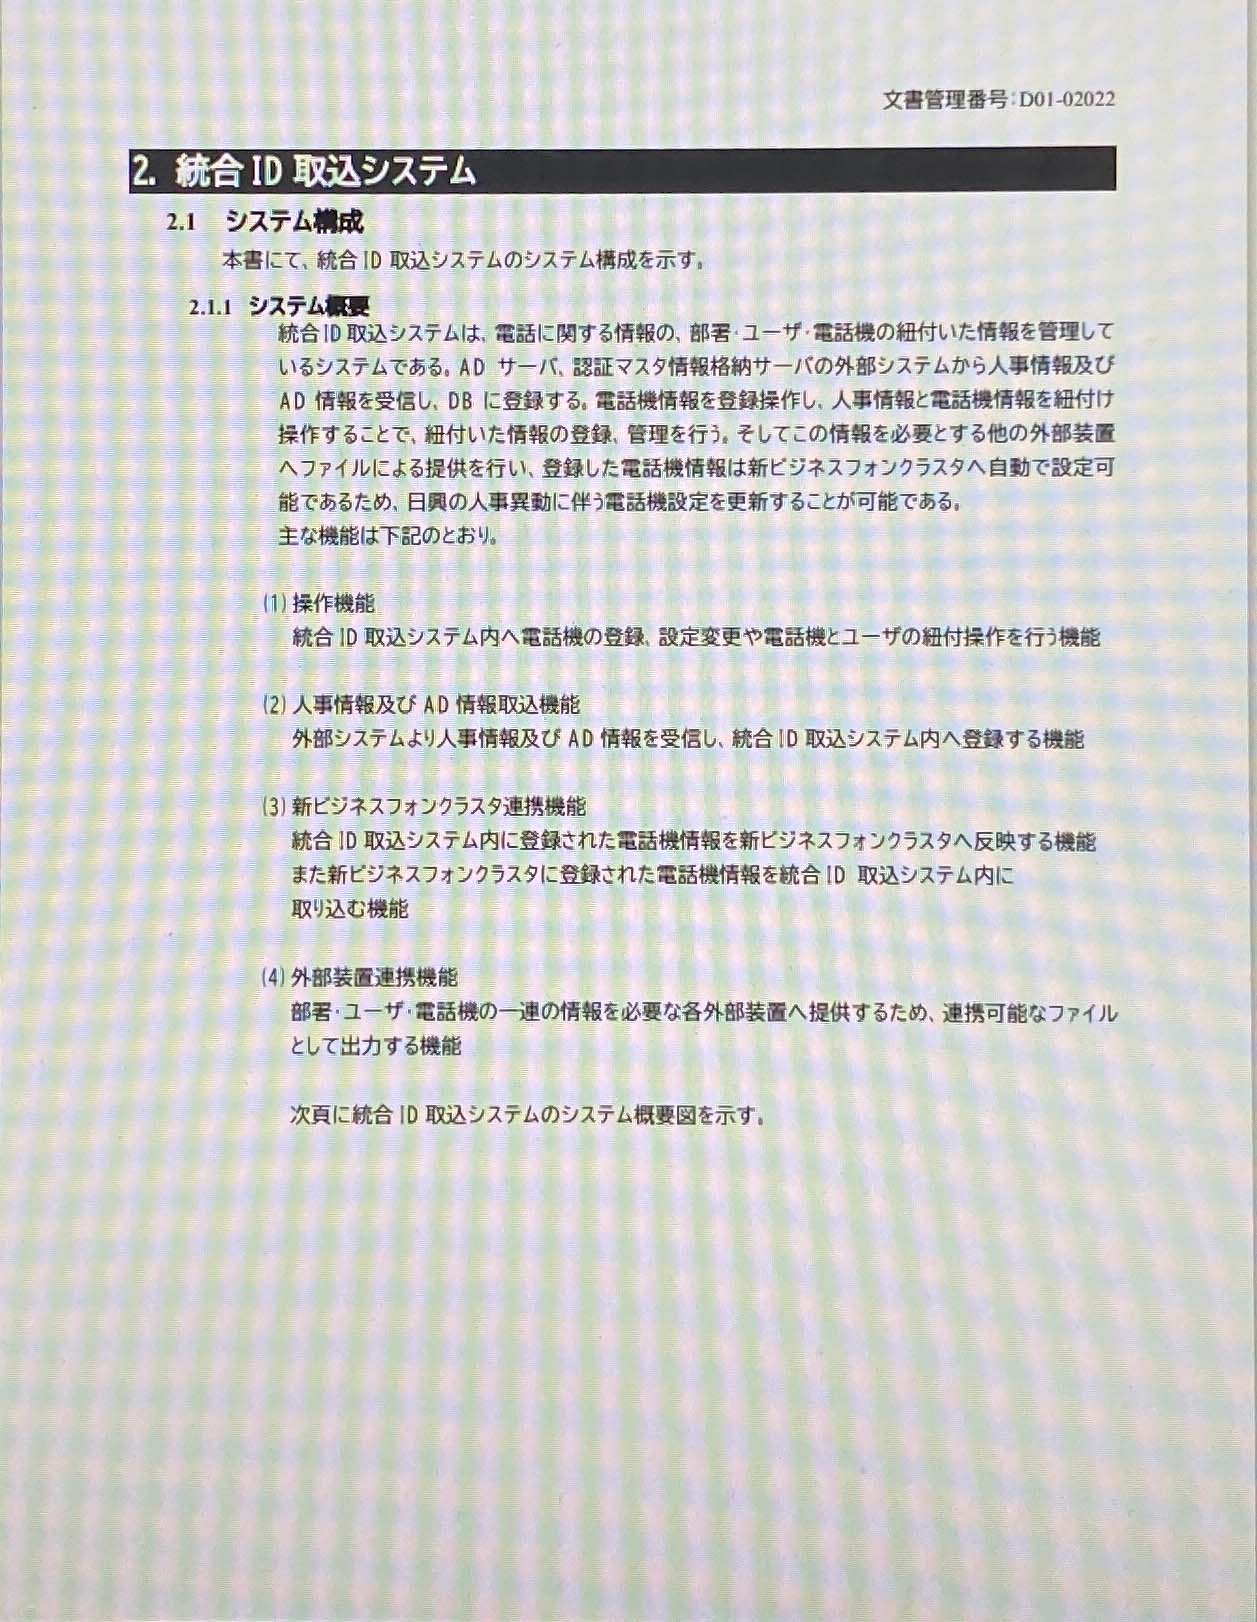 文書管理番号:D01-02022
2. 統合 ID 取込システム
2.1 システム構成
本書にて、統合 ID 取込システムのシステム構成を示す。
2.1.1 システム概要
統合 ID 取込システムは、電話に関する情報の、部署・ユーザ・電話機の紐付いた情報を管理して
いるシステムである。AD サーバ、認証マスタ情報格納サーバの外部システムから人事情報及び
AD 情報を受信し、DB に登録する。電話機情報を登録操作し、人事情報と電話機情報を紐付け
操作することで、紐付いた情報の登録、管理を行う。そしてこの情報を必要とする他の外部装置
へファイルによる提供を行い、登録した電話機情報は新ビジネスフォンクラスタへ自動で設定可
能であるため、日興の人事異動に伴う電話機設定を更新することが可能である。
主な機能は下記のとおり。
(1) 操作機能
統合 ID 取込システム内へ電話機の登録、設定変更や電話機とユーザの紐付操作を行う機能
(2) 人事情報及び AD 情報取込機能
外部システムより人事情報及び AD 情報を受信し、統合 ID 取込システム内へ登録する機能
(3) 新ビジネスフォンクラスタ連携機能
統合 ID 取込システム内に登録された電話機情報を新ビジネスフォンクラスタへ反映する機能
また新ビジネスフォンクラスタに登録された電話機情報を統合 ID 取込システム内に
取り込む機能
(4) 外部装置連携機能
部署・ユーザ・電話機の一連の情報を必要な各外部装置へ提供するため、連携可能なファイル
として出力する機能
次頁に統合 ID 取込システムのシステム概要図を示す。